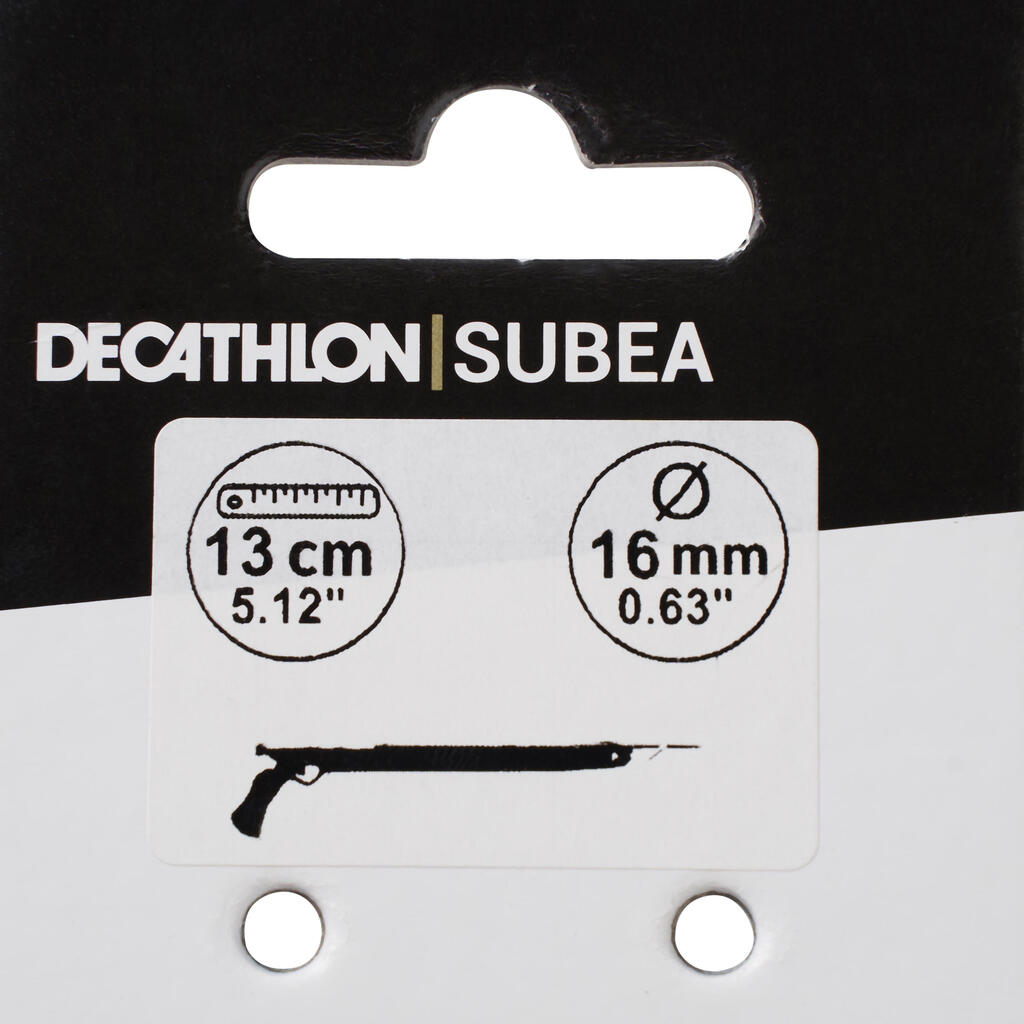 DECATHLON | SUBEA
13 cm
5.12"
Ø
16 mm
0.63"